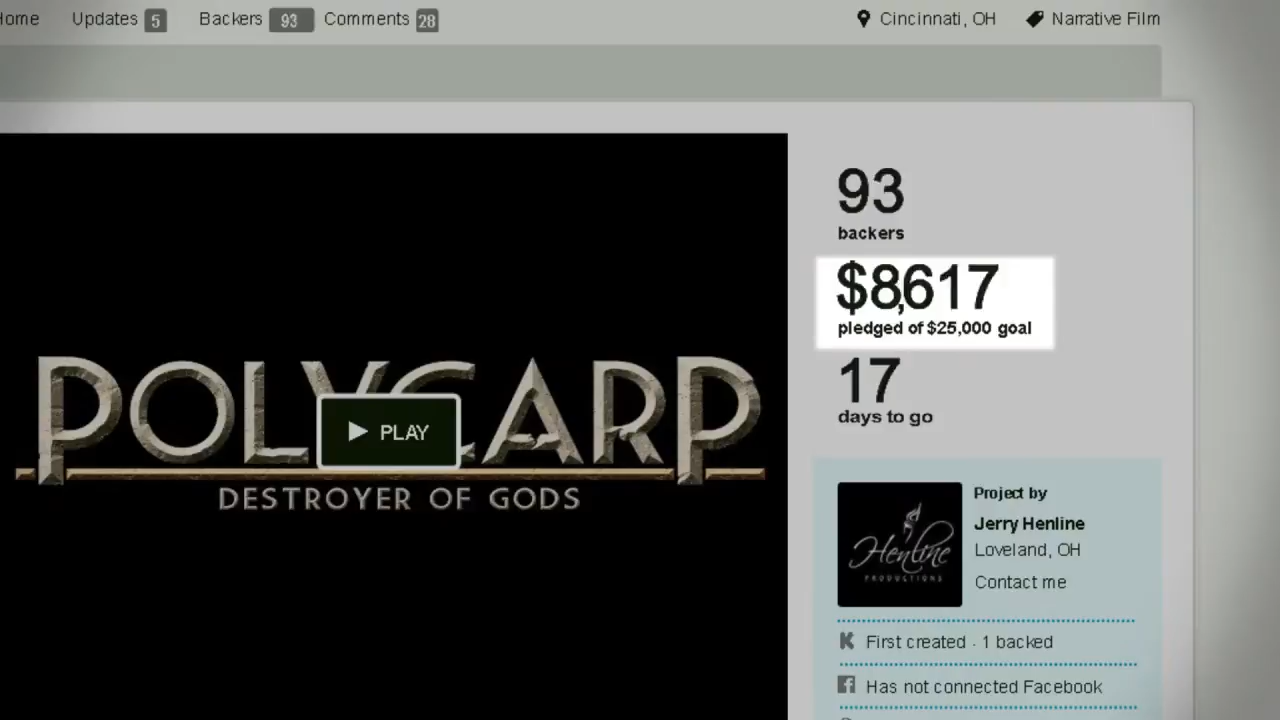 Home Updates 5 Backers 93 Comments 28 Cincinnati, OH Narrative Film
93
backers
$8,617
pledged of $25,000 goal
17
days to go
POLYCARP
PLAY
DESTROYER OF GODS
Project by
Jerry Henline
Loveland, OH
Contact me
Henline
PRODUCTIONS
First created · 1 backed
Has not connected Facebook